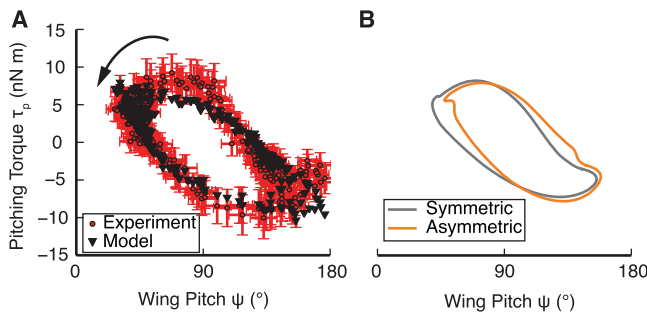 A
B
Pitching Torque τp (nN m)
15
10
5
0
−5
−10
−15
Experiment
Model
0
90
180
Wing Pitch ψ (°)
Symmetric
Asymmetric
0
90
180
Wing Pitch ψ (°)